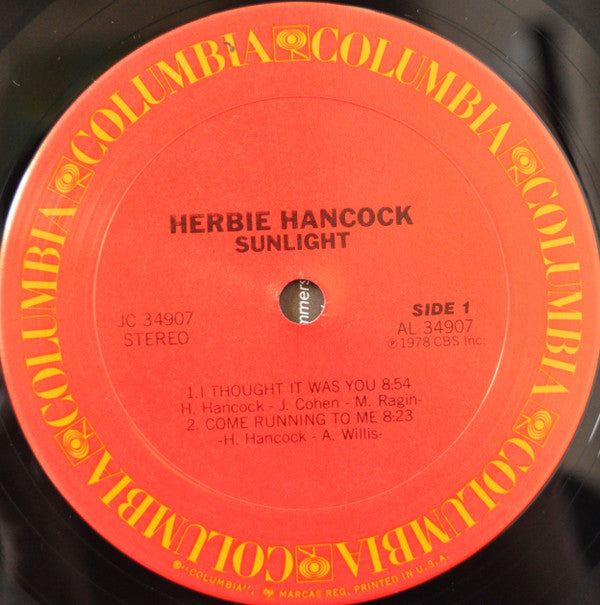 COLUMBIA COLUMBIA COLUMBIA COLUMBIA COLUMBIA COLUMBIA
HERBIE HANCOCK
SUNLIGHT
JC 34907
STEREO
SIDE 1
AL 34907
℗ 1978 CBS Inc.
1. I THOUGHT IT WAS YOU 8:54
H. Hancock - J. Cohen - M. Ragin-
2. COME RUNNING TO ME 8:23
-H. Hancock - A. Willis-
®"COLUMBIA", MARCAS REG. PRINTED IN U.S.A.